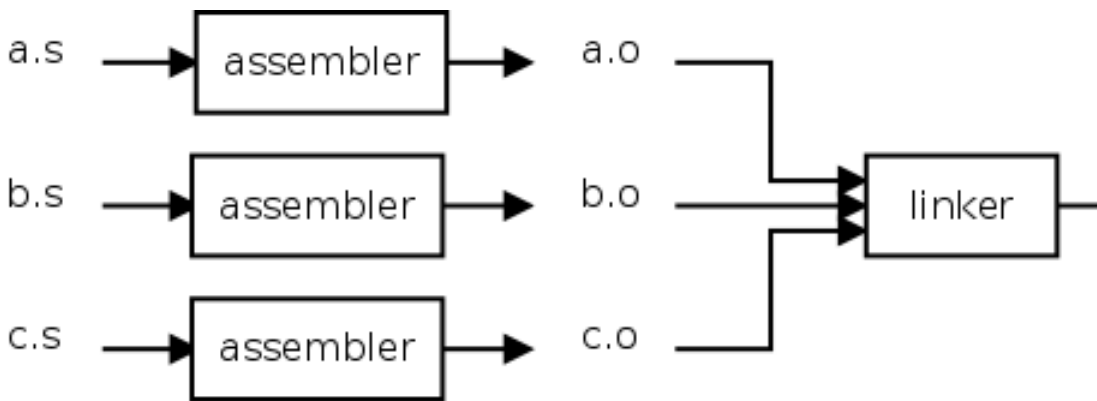 a.s assembler a.o
b.s assembler b.o linker
c.s assembler c.o